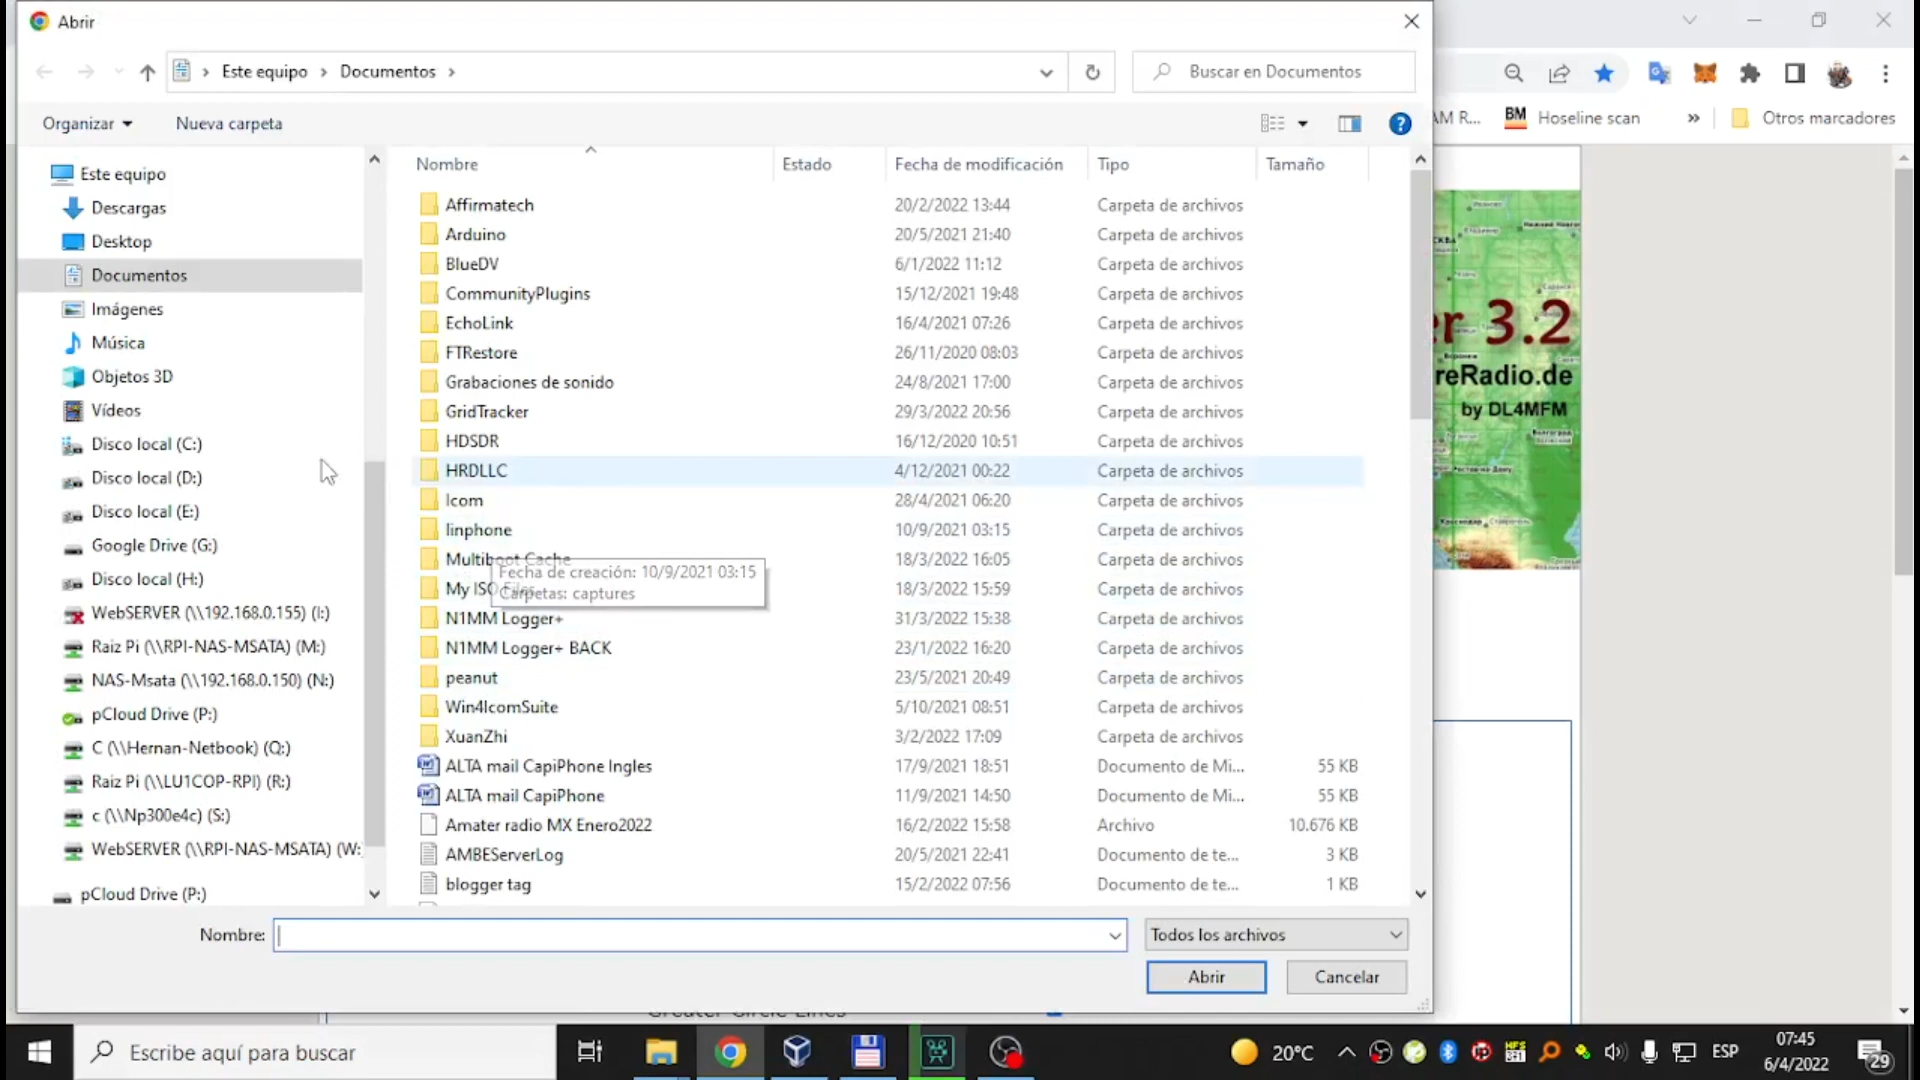 Abrir
Este equipo
Documentos
Buscar en Documentos
Organizar
Nueva carpeta
AM R...
BM
Hoseline scan
»
Otros marcadores
Este equipo
Descargas
Desktop
Documentos
Imágenes
Música
Objetos 3D
Vídeos
Disco local (C:)
Disco local (D:)
Disco local (E:)
Google Drive (G:)
Disco local (H:)
WebSERVER (\\192.168.0.155) (I:)
Raiz Pi (\\RPI-NAS-MSATA) (M:)
NAS-Msata (\\192.168.0.150) (N:)
pCloud Drive (P:)
C (\\Hernan-Netbook) (Q:)
Raiz Pi (\\LU1COP-RPI) (R:)
c (\\Np300e4c) (S:)
WebSERVER (\\RPI-NAS-MSATA) (W:
pCloud Drive (P:)
Nombre Estado Fecha de modificación Tipo Tamaño
Affirmatech 20/2/2022 13:44 Carpeta de archivos
Arduino 20/5/2021 21:40 Carpeta de archivos
BlueDV 6/1/2022 11:12 Carpeta de archivos
CommunityPlugins 15/12/2021 19:48 Carpeta de archivos
EchoLink 16/4/2021 07:26 Carpeta de archivos
FTRestore 26/11/2020 08:03 Carpeta de archivos
Grabaciones de sonido 24/8/2021 17:00 Carpeta de archivos
GridTracker 29/3/2022 20:56 Carpeta de archivos
HDSDR 16/12/2020 10:51 Carpeta de archivos
HRDLLC 4/12/2021 00:22 Carpeta de archivos
Icom 28/4/2021 06:20 Carpeta de archivos
linphone 10/9/2021 03:15 Carpeta de archivos
Multiboot Cache 18/3/2022 16:05 Carpeta de archivos
My ISO Files 18/3/2022 15:59 Carpeta de archivos
Fecha de creación: 10/9/2021 03:15
Carpetas: captures
N1MM Logger+ 31/3/2022 15:38 Carpeta de archivos
N1MM Logger+ BACK 23/1/2022 16:20 Carpeta de archivos
peanut 23/5/2021 20:49 Carpeta de archivos
Win4IcomSuite 5/10/2021 08:51 Carpeta de archivos
XuanZhi 3/2/2022 17:09 Carpeta de archivos
ALTA mail CapiPhone Ingles 17/9/2021 18:51 Documento de Mi... 55 KB
ALTA mail CapiPhone 11/9/2021 14:50 Documento de Mi... 55 KB
Amater radio MX Enero2022 16/2/2022 15:58 Archivo 10.676 KB
AMBEServerLog 20/5/2021 22:41 Documento de te... 3 KB
blogger tag 15/2/2022 07:56 Documento de te... 1 KB
er 3.2
reRadio.de
by DL4MFM
Nombre:
Todos los archivos
Abrir
Cancelar
Greater Circle Lines
Escribe aquí para buscar
20°C
ESP
07:45
6/4/2022
29